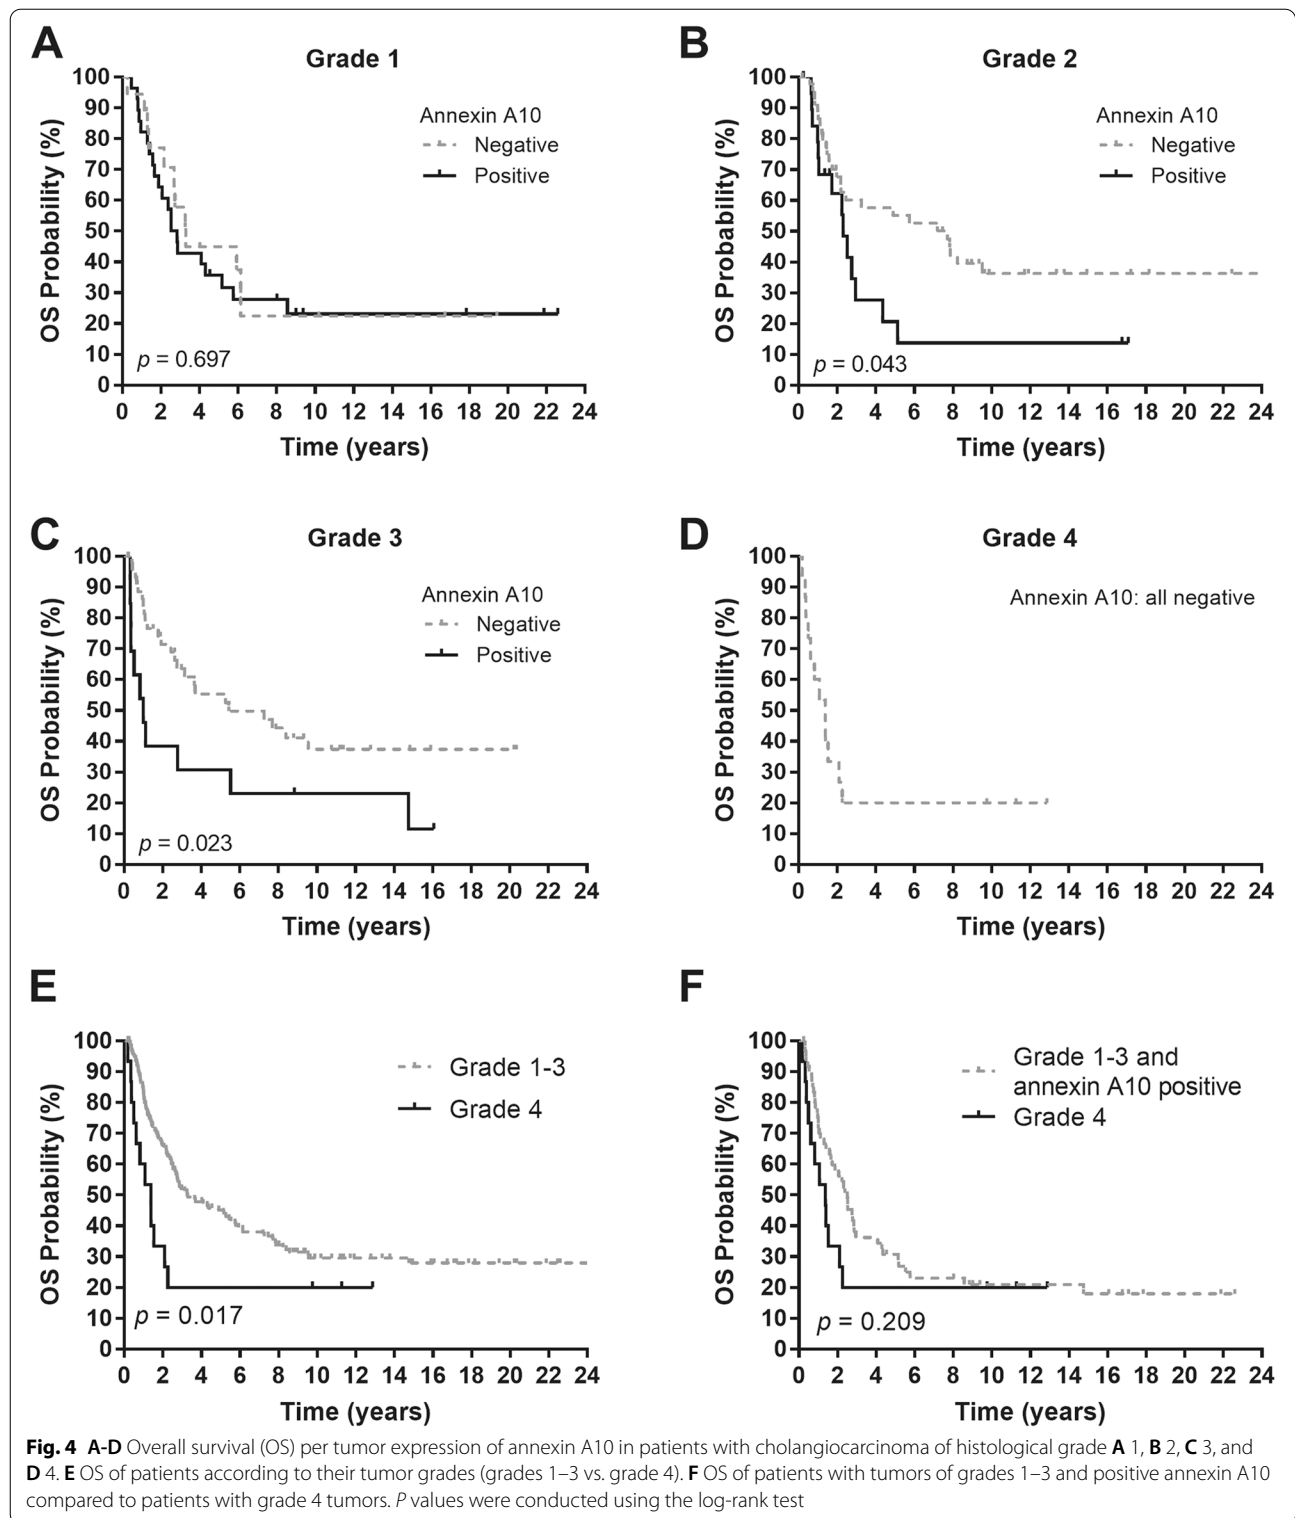 A
Grade 1
OS Probability (%)
100
90
80
70
60
50
40
30
20
10
0
Annexin A10
Negative
Positive
p = 0.697
0 2 4 6 8 10 12 14 16 18 20 22 24
Time (years)
B
Grade 2
OS Probability (%)
100
90
80
70
60
50
40
30
20
10
0
Annexin A10
Negative
Positive
p = 0.043
0 2 4 6 8 10 12 14 16 18 20 22 24
Time (years)
C
Grade 3
OS Probability (%)
100
90
80
70
60
50
40
30
20
10
0
Annexin A10
Negative
Positive
p = 0.023
0 2 4 6 8 10 12 14 16 18 20 22 24
Time (years)
D
Grade 4
OS Probability (%)
100
90
80
70
60
50
40
30
20
10
0
Annexin A10: all negative
0 2 4 6 8 10 12 14 16 18 20 22 24
Time (years)
E
OS Probability (%)
100
90
80
70
60
50
40
30
20
10
0
Grade 1-3
Grade 4
p = 0.017
0 2 4 6 8 10 12 14 16 18 20 22 24
Time (years)
F
OS Probability (%)
100
90
80
70
60
50
40
30
20
10
0
Grade 1-3 and
annexin A10 positive
Grade 4
p = 0.209
0 2 4 6 8 10 12 14 16 18 20 22 24
Time (years)
Fig. 4 A-D Overall survival (OS) per tumor expression of annexin A10 in patients with cholangiocarcinoma of histological grade A 1, B 2, C 3, and
D 4. E OS of patients according to their tumor grades (grades 1–3 vs. grade 4). F OS of patients with tumors of grades 1–3 and positive annexin A10
compared to patients with grade 4 tumors. P values were conducted using the log-rank test